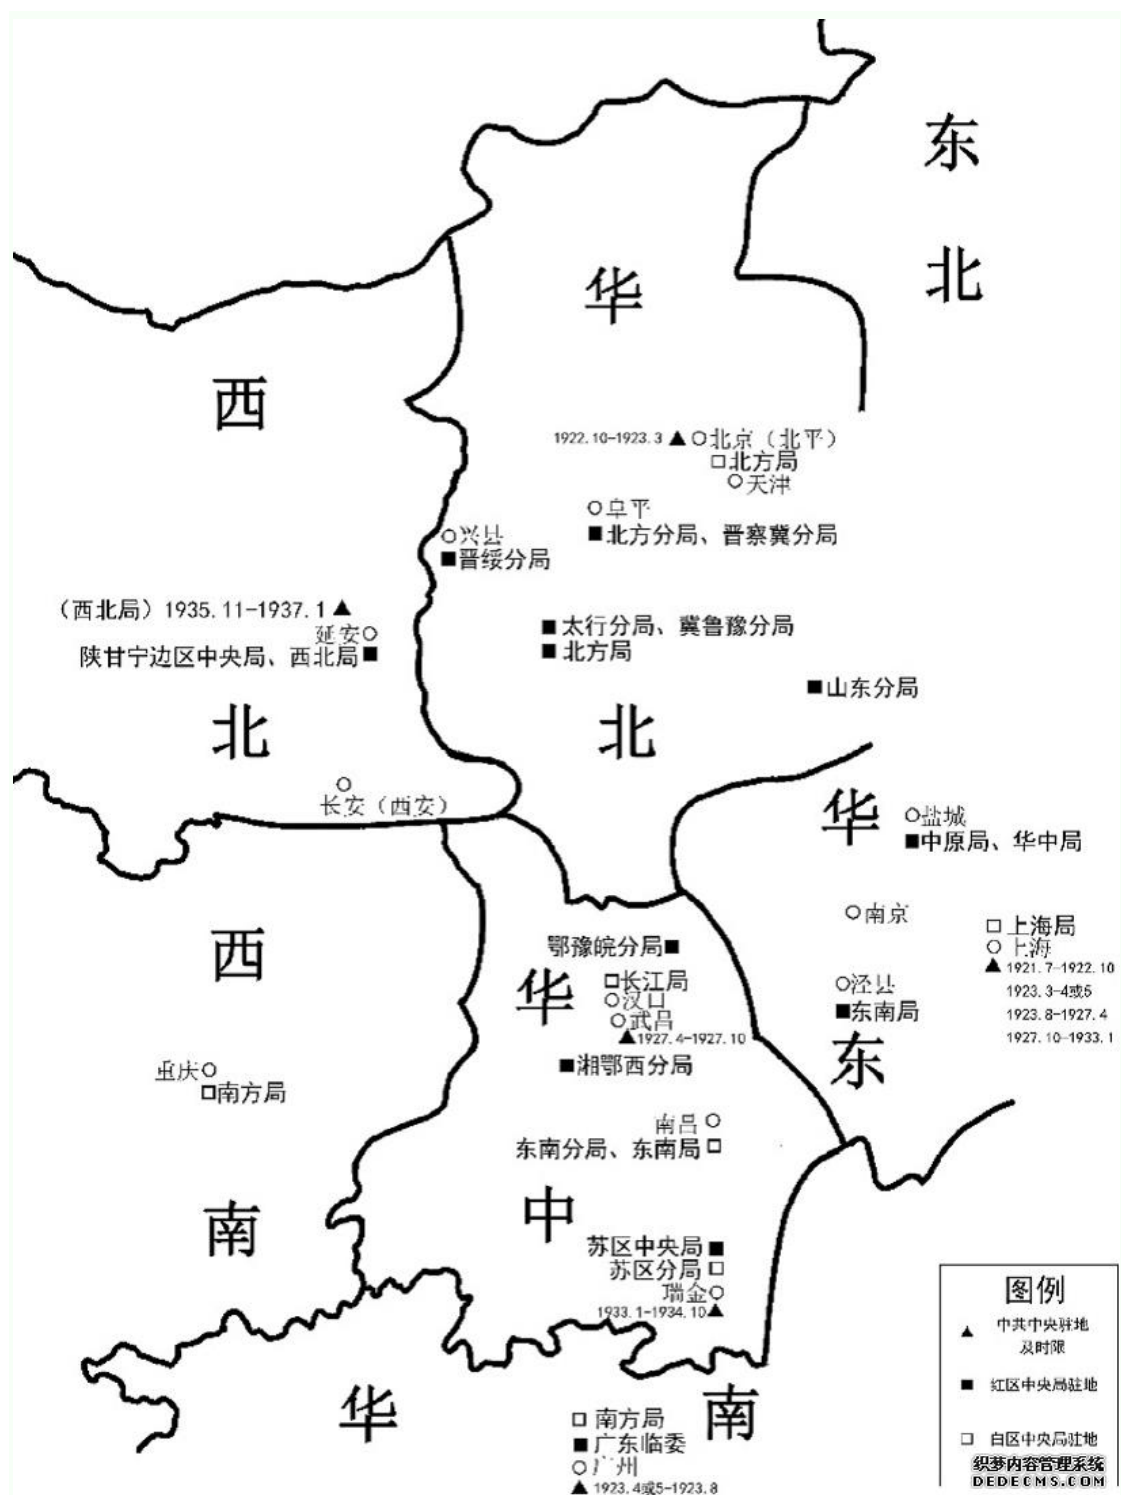 东
北
华
北
西
北
1922.10-1923.3 ▲ ○北京（北平）
□北方局
○天津
○阜平
■北方分局、晋察冀分局
○兴县
■晋绥分局
（西北局）1935.11-1937.1 ▲
延安○
陕甘宁边区中央局、西北局■
■太行分局、冀鲁豫分局
■北方局
■山东分局
○
长安（西安）
华
东
○盐城
■中原局、华中局
○南京
□上海局
○上海
▲1921.7-1922.10
1923.3-4或5
1923.8-1927.4
1927.10-1933.1
○泾县
■东南局
西
南
重庆○
□南方局
华
中
鄂豫皖分局■
□长江局
○汉口
○武昌
▲1927.4-1927.10
■湘鄂西分局
南昌○
东南分局、东南局□
苏区中央局■
苏区分局□
瑞金○
1933.1-1934.10▲
华
南
□南方局
■广东临委
○广州
▲1923.4或5-1923.8
图例
▲ 中共中央驻地
及时限
■ 红区中央局驻地
□ 白区中央局驻地
织梦内容管理系统
DEDECMS.COM